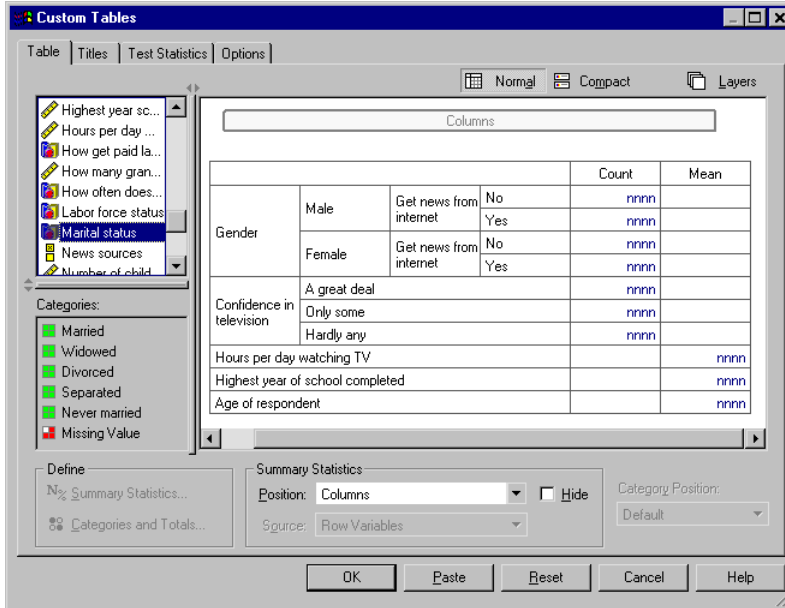 Custom Tables
Table Titles Test Statistics Options
Normal Compact Layers
Highest year sc...
Hours per day ...
How get paid la...
How many gran...
How often does...
Labor force status
Marital status
News sources
Number of child
Categories:
Married
Widowed
Divorced
Separated
Never married
Missing Value
Columns
Count Mean
Gender Male Get news from internet No nnnn
Yes nnnn
Female Get news from internet No nnnn
Yes nnnn
Confidence in television A great deal nnnn
Only some nnnn
Hardly any nnnn
Hours per day watching TV nnnn
Highest year of school completed nnnn
Age of respondent nnnn
Define
N% Summary Statistics...
Categories and Totals...
Summary Statistics
Position: Columns Hide
Source: Row Variables
Category Position:
Default
OK Paste Reset Cancel Help